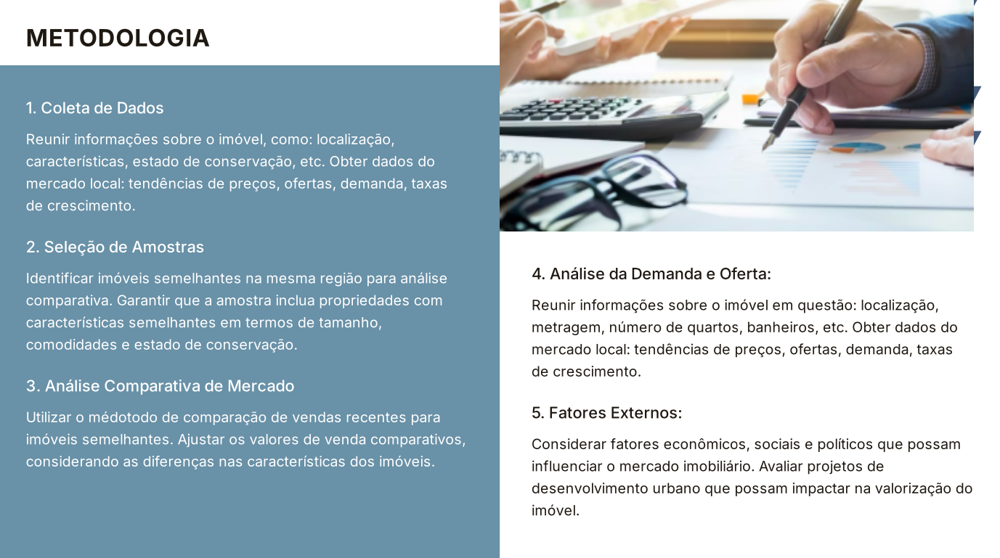 METODOLOGIA
1. Coleta de Dados
Reunir informações sobre o imóvel, como: localização,
características, estado de conservação, etc. Obter dados do
mercado local: tendências de preços, ofertas, demanda, taxas
de crescimento.
2. Seleção de Amostras
Identificar imóveis semelhantes na mesma região para análise
comparativa. Garantir que a amostra inclua propriedades com
características semelhantes em termos de tamanho,
comodidades e estado de conservação.
3. Análise Comparativa de Mercado
Utilizar o médotodo de comparação de vendas recentes para
imóveis semelhantes. Ajustar os valores de venda comparativos,
considerando as diferenças nas características dos imóveis.
4. Análise da Demanda e Oferta:
Reunir informações sobre o imóvel em questão: localização,
metragem, número de quartos, banheiros, etc. Obter dados do
mercado local: tendências de preços, ofertas, demanda, taxas
de crescimento.
5. Fatores Externos:
Considerar fatores econômicos, sociais e políticos que possam
influenciar o mercado imobiliário. Avaliar projetos de
desenvolvimento urbano que possam impactar na valorização do
imóvel.